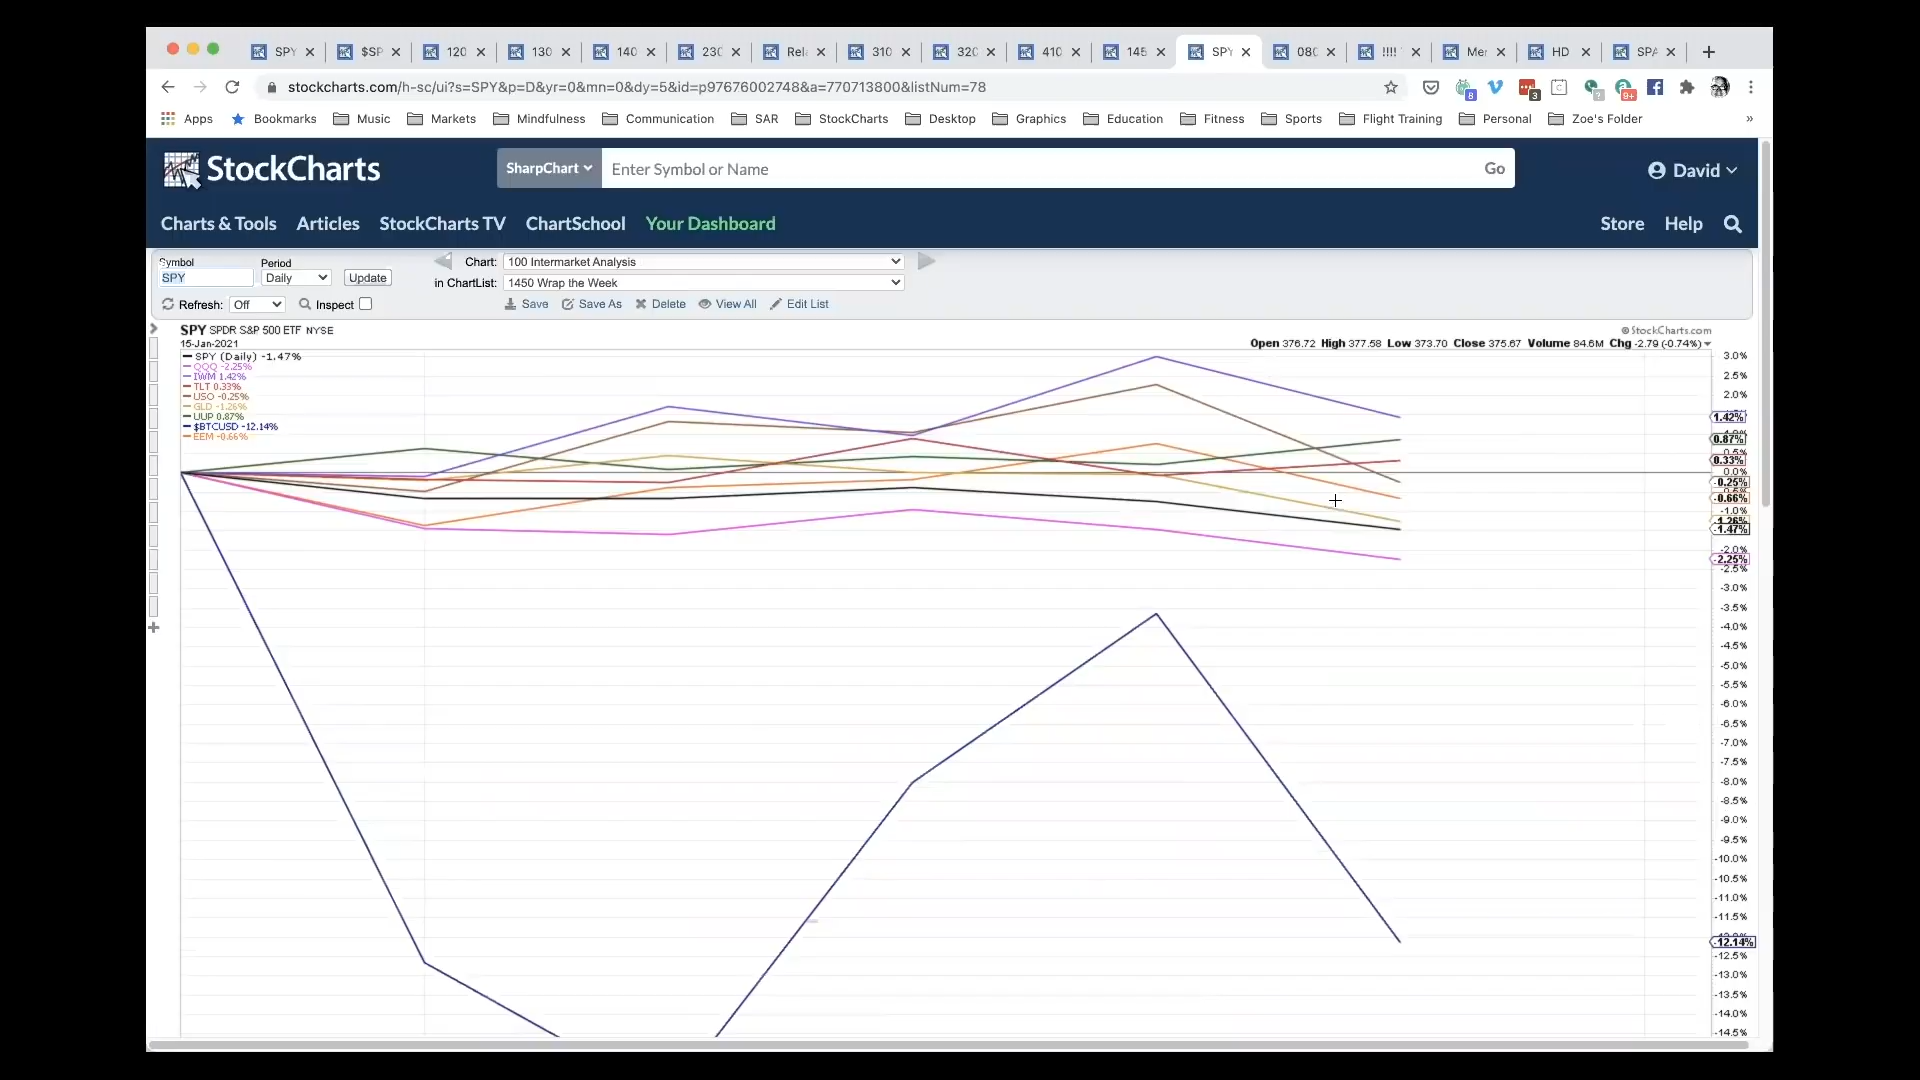 SPY $SP 120 130 140 230 Rel 310 320 410 145 SPY 080 !!!! Mer HD SPA
stockcharts.com/h-sc/ui?s=SPY&p=D&yr=0&mn=0&dy=5&id=p97676002748&a=770713800&listNum=78
8 3 ? 9+
Apps Bookmarks Music Markets Mindfulness Communication SAR StockCharts Desktop Graphics Education Fitness Sports Flight Training Personal Zoe's Folder »
StockCharts SharpChart Enter Symbol or Name Go David
Charts & Tools Articles StockCharts TV ChartSchool Your Dashboard Store Help
Symbol Period Chart: 100 Intermarket Analysis
SPY Daily Update in ChartList: 1450 Wrap the Week
Refresh: Off Inspect Save Save As Delete View All Edit List
SPY SPDR S&P 500 ETF NYSE © StockCharts.com
15-Jan-2021 Open 376.72 High 377.58 Low 373.70 Close 375.67 Volume 84.6M Chg -2.79 (-0.74%)
SPY (Daily) -1.47%
QQQ -2.25%
IWM 1.42%
TLT 0.33%
USO -0.25%
GLD -1.26%
UUP 0.87%
$BTCUSD -12.14%
EEM -0.66%
3.0%
2.5%
2.0%
1.42%
0.87%
0.5%
0.33%
0.0%
-0.25%
-0.66%
-1.0%
-1.26%
-1.47%
-2.0%
-2.25%
-2.5%
-3.0%
-3.5%
-4.0%
-4.5%
-5.0%
-5.5%
-6.0%
-6.5%
-7.0%
-7.5%
-8.0%
-8.5%
-9.0%
-9.5%
-10.0%
-10.5%
-11.0%
-11.5%
-12.14%
-12.5%
-13.0%
-13.5%
-14.0%
-14.5%